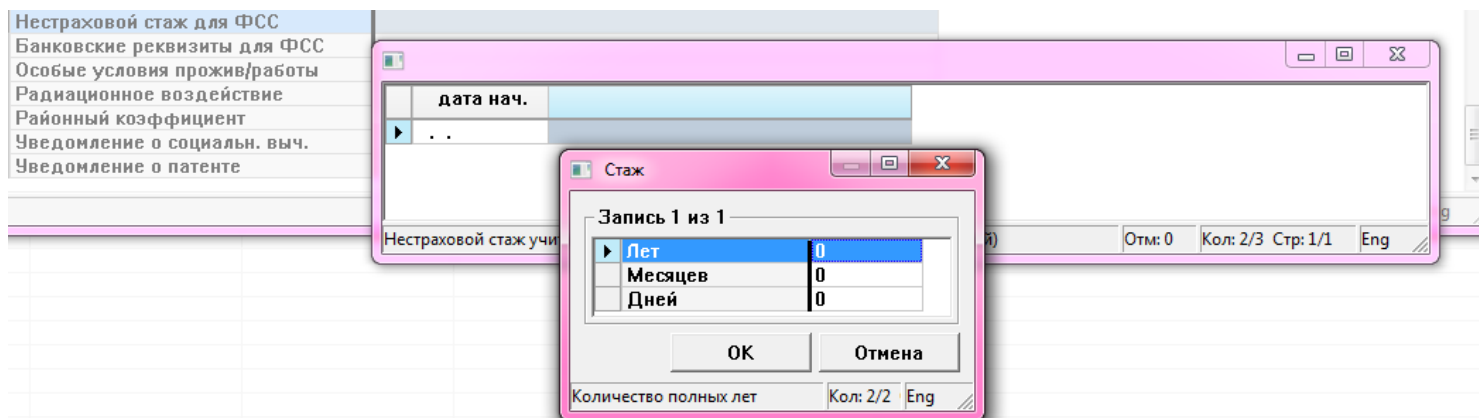 Нестраховой стаж для ФСС
Банковские реквизиты для ФСС
Особые условия прожив/работы
Радиационное воздействие
Районный коэффициент
Уведомление о социальн. выч.
Уведомление о патенте
дата нач.
. .
Стаж
Запись 1 из 1
Лет 0
Месяцев 0
Дней 0
OK Отмена
Количество полных лет Кол: 2/2 Eng
Нестраховой стаж Отм: 0 Кол: 2/3 Стр: 1/1 Eng